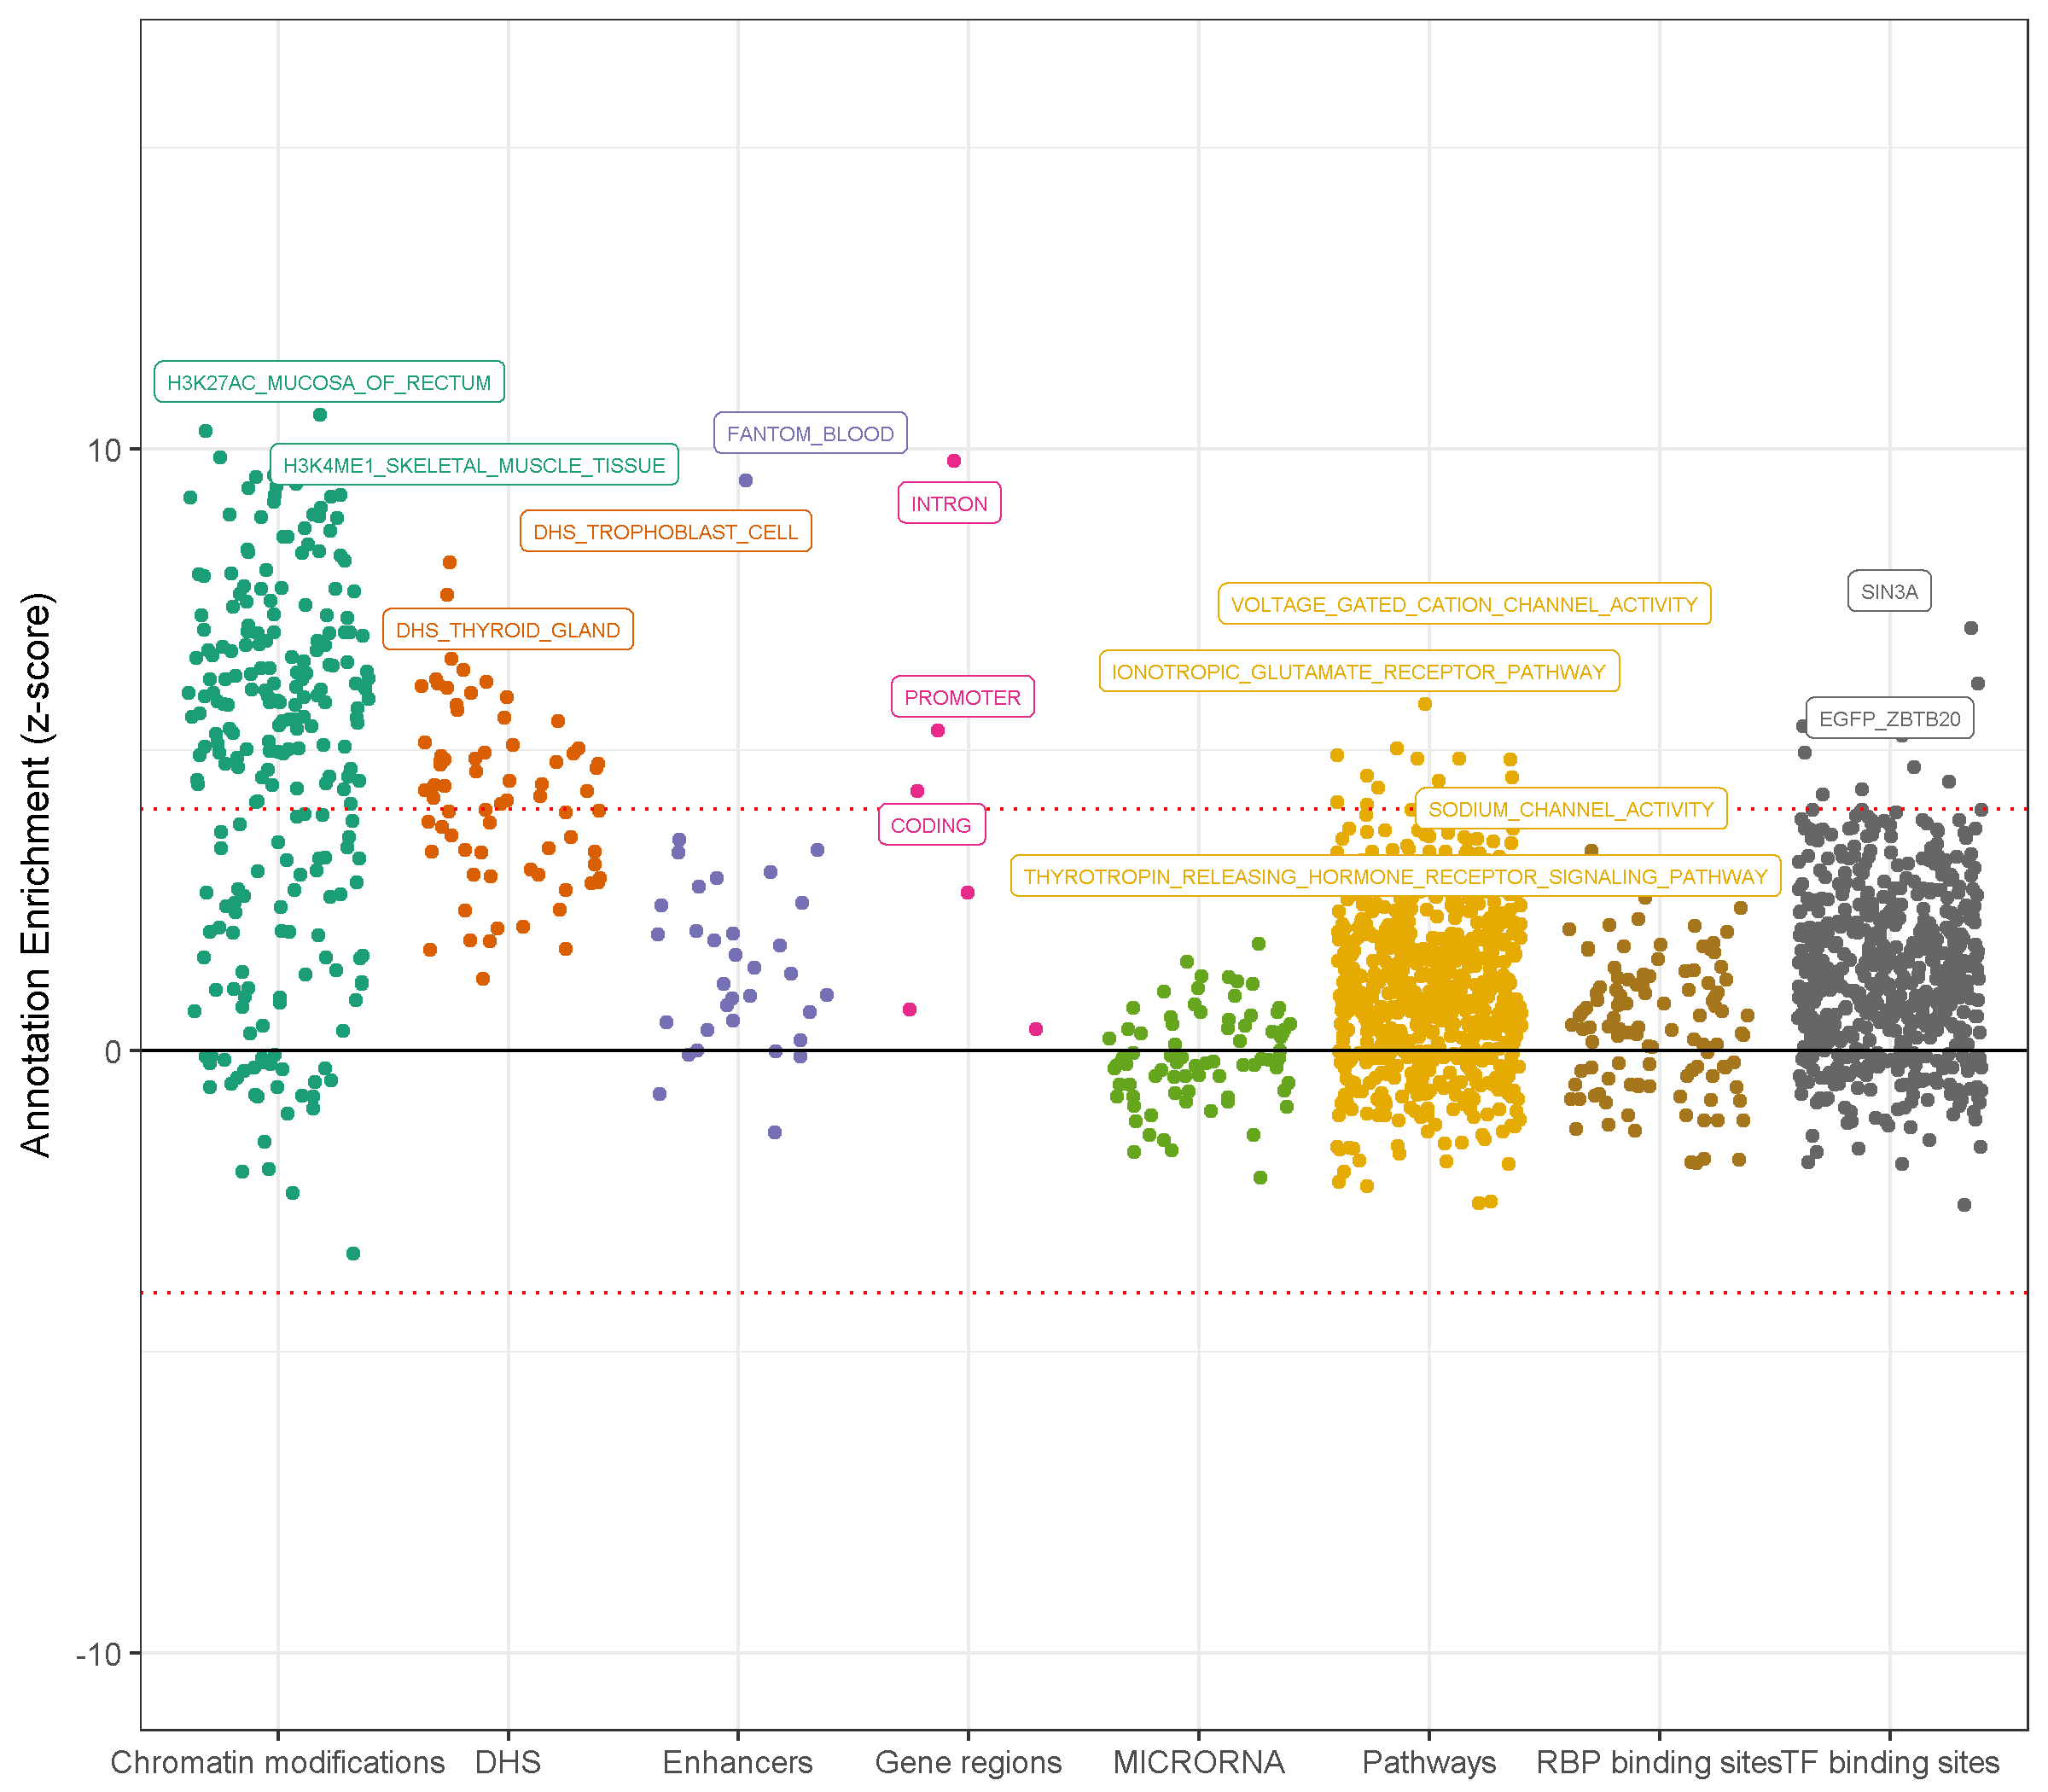 Annotation Enrichment (z-score)
10
0
-10
H3K27AC_MUCOSA_OF_RECTUM
H3K4ME1_SKELETAL_MUSCLE_TISSUE
DHS_TROPHOBLAST_CELL
DHS_THYROID_GLAND
FANTOM_BLOOD
INTRON
PROMOTER
CODING
VOLTAGE_GATED_CATION_CHANNEL_ACTIVITY
IONOTROPIC_GLUTAMATE_RECEPTOR_PATHWAY
SODIUM_CHANNEL_ACTIVITY
THYROTROPIN_RELEASING_HORMONE_RECEPTOR_SIGNALING_PATHWAY
SIN3A
EGFP_ZBTB20
Chromatin modifications
DHS
Enhancers
Gene regions
MICRORNA
Pathways
RBP binding sites
TF binding sites